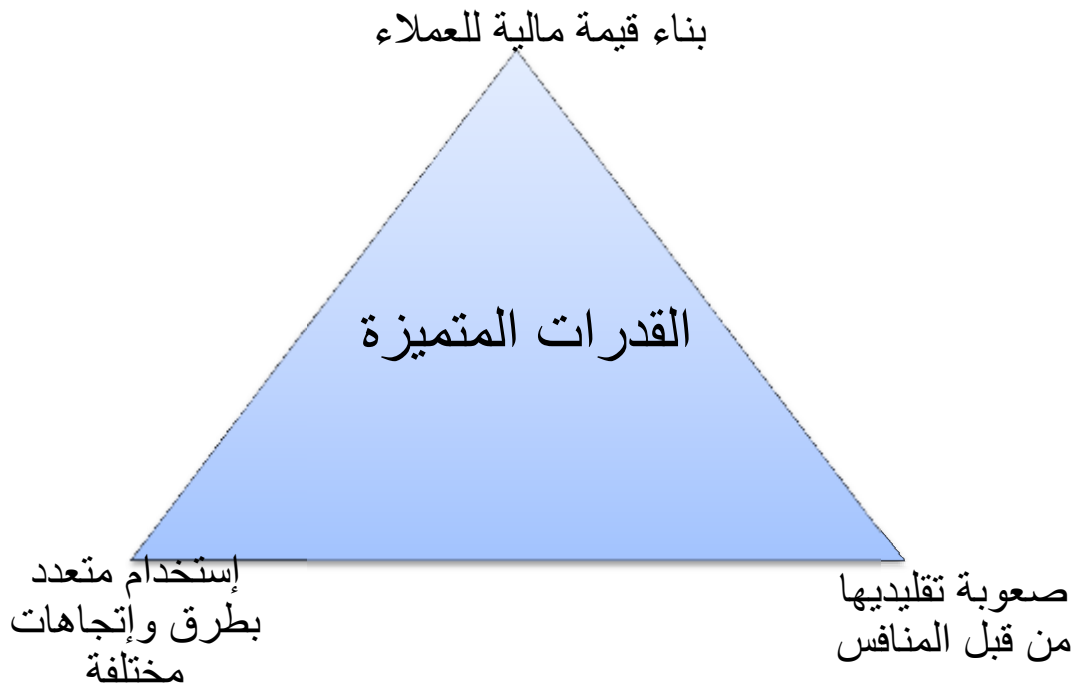 بناء قيمة مالية للعملاء
القدرات المتميزة
صعوبة تقليديها
من قبل المنافس
إستخدام متعدد
بطرق وإتجاهات
مختلفة